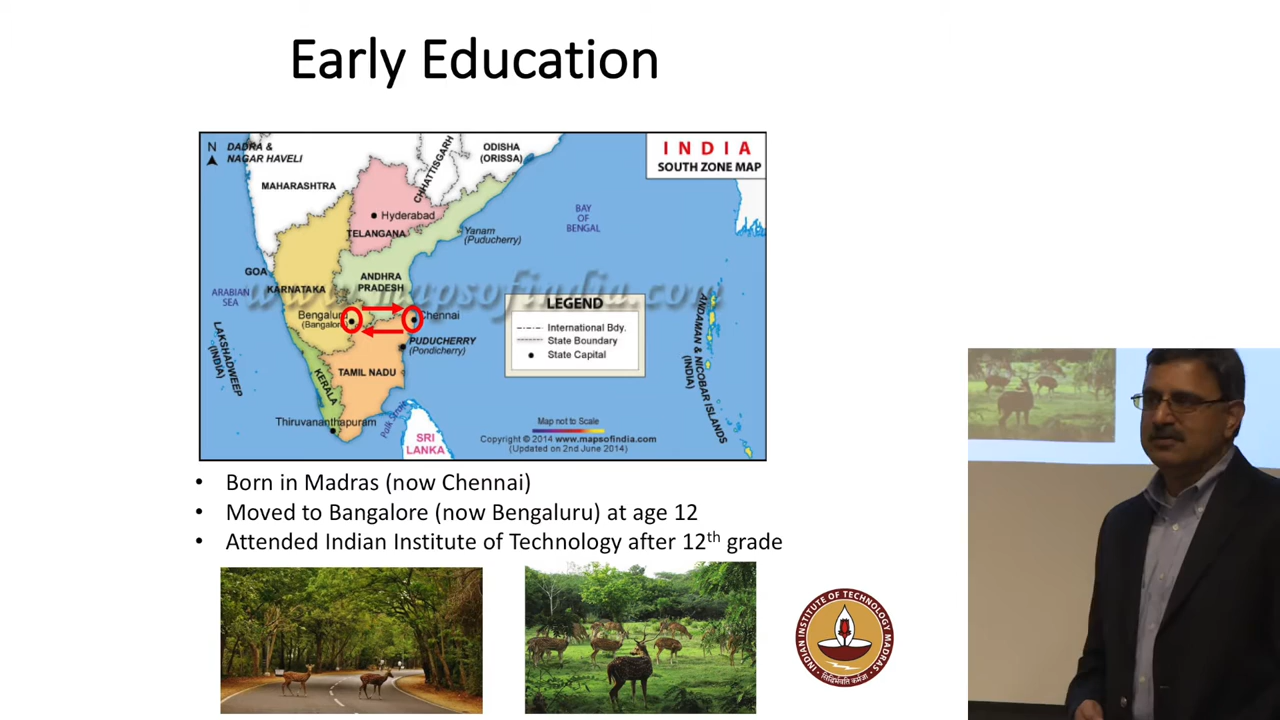 Early Education
N
DADRA &
NAGAR HAVELI
MAHARASHTRA
CHHATTISGARH
ODISHA
(ORISSA)
INDIA
SOUTH ZONE MAP
Hyderabad
TELANGANA
BAY
OF
BENGAL
Yanam
(Puducherry)
GOA
KARNATAKA
ANDHRA
PRADESH
ARABIAN
SEA
www.mapsofindia.com
LEGEND
International Bdy.
State Boundary
State Capital
Bengaluru
(Bangalore)
Chennai
PUDUCHERRY
(Pondicherry)
LAKSHADWEEP
(INDIA)
KERALA
TAMIL NADU
ANDAMAN & NICOBAR ISLANDS
(INDIA)
Thiruvananthapuram
Palk Strait
SRI
LANKA
Map not to Scale
Copyright © 2014 www.mapsofindia.com
(Updated on 2nd June 2014)
• Born in Madras (now Chennai)
• Moved to Bangalore (now Bengaluru) at age 12
• Attended Indian Institute of Technology after 12th grade
INDIAN INSTITUTE OF TECHNOLOGY MADRAS
सिद्धिर्भवति कर्मजा